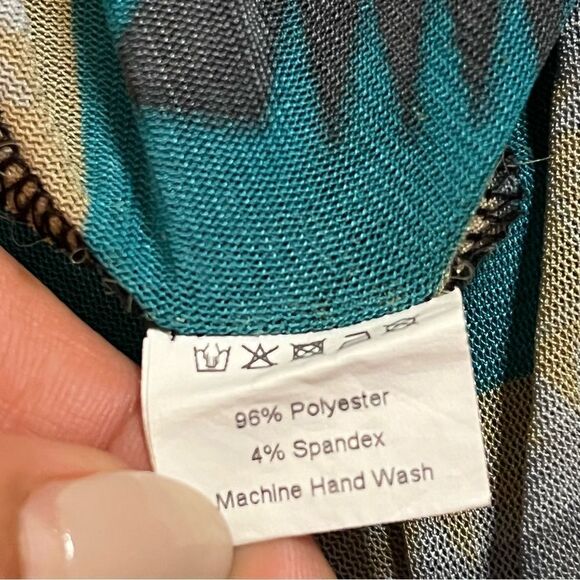 96% Polyester
4% Spandex
Machine Hand Wash